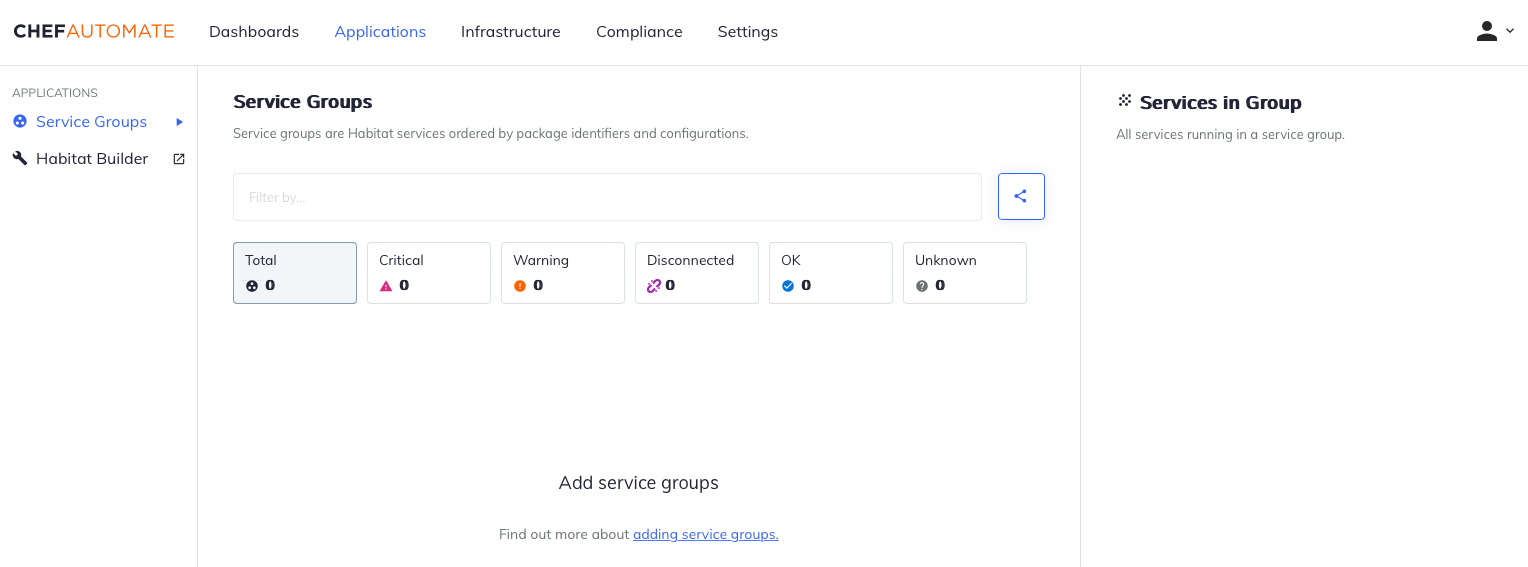 CHEFAUTOMATE Dashboards Applications Infrastructure Compliance Settings
APPLICATIONS
Service Groups
Habitat Builder
Service Groups
Service groups are Habitat services ordered by package identifiers and configurations.
Filter by...
Total Critical Warning Disconnected OK Unknown
0 0 0 0 0 0
Add service groups
Find out more about adding service groups.
Services in Group
All services running in a service group.